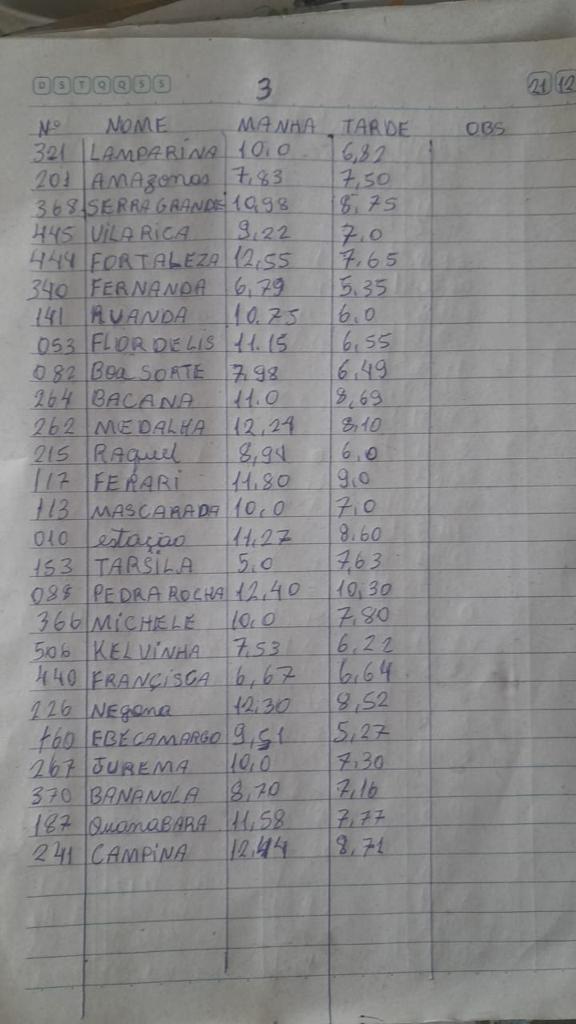 D S T Q Q S S 3 21 12
Nº NOME MANHA TARDE OBS
321 LAMPARINA 10,0 6,82
201 AMAzonas 7,83 7,50
368 SERRA GRANDE 10,98 8,75
445 VILA RICA 9,22 7,0
444 FORTALEZA 12,55 7,65
340 FERNANDA 6,79 5,35
141 RUANDA 10.75 6,0
053 FLOR DE LIS 11.15 6,55
082 Boa SORTE 7,98 6,49
264 BACANA 11.0 8,69
262 MEDALHA 12,24 8,10
215 Raquel 8,94 6,0
117 FERARI 11,80 9,0
113 MASCARADA 10,0 7,0
010 estação 11,27 8.60
153 TARSILA 5,0 7,63
088 PEDRA ROCHA 12,40 10,30
366 MICHELE 10,0 7,80
506 KELVINHA 7,53 6,22
440 FRANÇISCA 6,67 6,64
226 Negona 12,30 8,52
160 EBECAMARGO 9,51 5,27
267 JUREMA 10,0 7,30
370 BANANOLA 8,70 7,16
187 QuanaBARA 11,58 7,77
241 CAMPINA 12,44 8,71